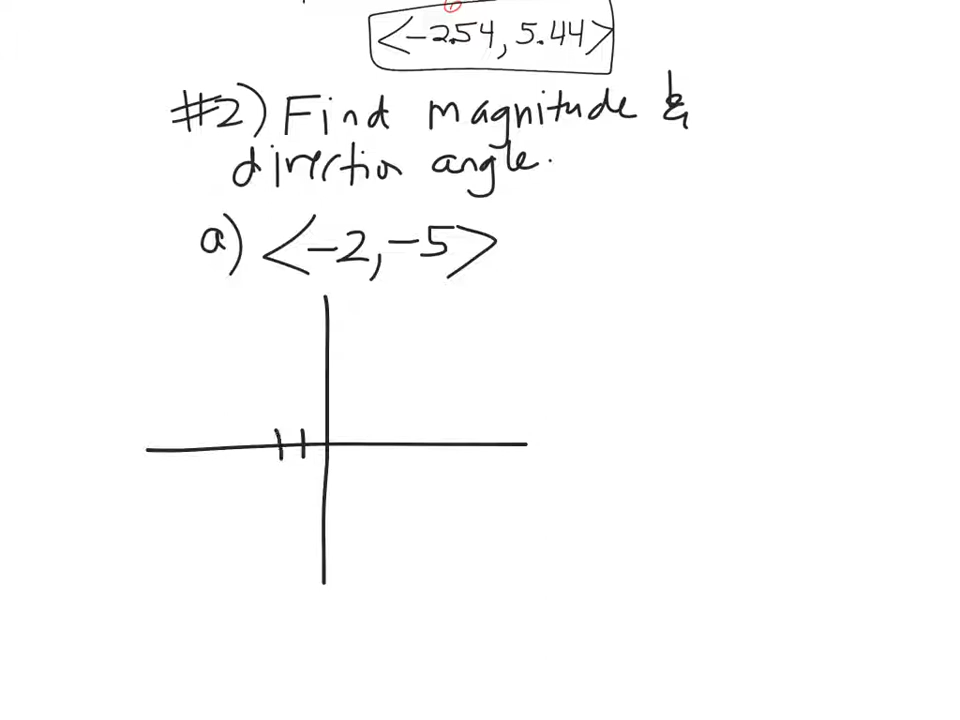 <-2.54, 5.44>
#2) Find magnitude &
direction angle.
a) <-2, -5>